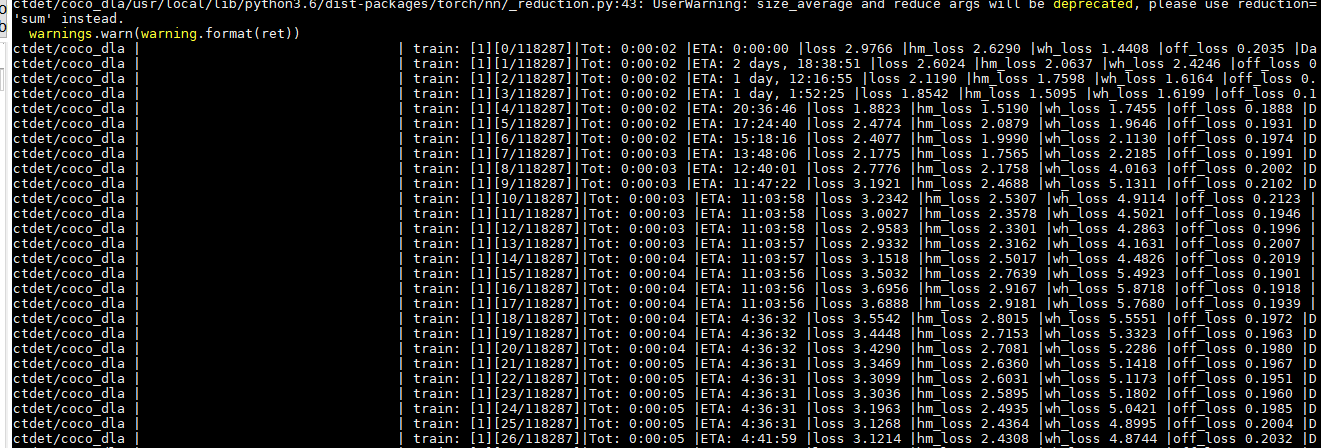 ctdet/coco_dla/usr/local/lib/python3.6/dist-packages/torch/nn/_reduction.py:43: UserWarning: size_average and reduce args will be deprecated, please use reduction=
'sum' instead.
warnings.warn(warning.format(ret))
ctdet/coco_dla | | train: [1][0/118287]|Tot: 0:00:02 |ETA: 0:00:00 |loss 2.9766 |hm_loss 2.6290 |wh_loss 1.4408 |off_loss 0.2035 |Da
ctdet/coco_dla | | train: [1][1/118287]|Tot: 0:00:02 |ETA: 2 days, 18:38:51 |loss 2.6024 |hm_loss 2.0637 |wh_loss 2.4246 |off_loss 0
ctdet/coco_dla | | train: [1][2/118287]|Tot: 0:00:02 |ETA: 1 day, 12:16:55 |loss 2.1190 |hm_loss 1.7598 |wh_loss 1.6164 |off_loss 0.
ctdet/coco_dla | | train: [1][3/118287]|Tot: 0:00:02 |ETA: 1 day, 1:52:25 |loss 1.8542 |hm_loss 1.5095 |wh_loss 1.6199 |off_loss 0.1
ctdet/coco_dla | | train: [1][4/118287]|Tot: 0:00:02 |ETA: 20:36:46 |loss 1.8823 |hm_loss 1.5190 |wh_loss 1.7455 |off_loss 0.1888 |D
ctdet/coco_dla | | train: [1][5/118287]|Tot: 0:00:02 |ETA: 17:24:40 |loss 2.4774 |hm_loss 2.0879 |wh_loss 1.9646 |off_loss 0.1931 |D
ctdet/coco_dla | | train: [1][6/118287]|Tot: 0:00:02 |ETA: 15:18:16 |loss 2.4077 |hm_loss 1.9990 |wh_loss 2.1130 |off_loss 0.1974 |D
ctdet/coco_dla | | train: [1][7/118287]|Tot: 0:00:03 |ETA: 13:48:06 |loss 2.1775 |hm_loss 1.7565 |wh_loss 2.2185 |off_loss 0.1991 |D
ctdet/coco_dla | | train: [1][8/118287]|Tot: 0:00:03 |ETA: 12:40:01 |loss 2.7776 |hm_loss 2.1758 |wh_loss 4.0163 |off_loss 0.2002 |D
ctdet/coco_dla | | train: [1][9/118287]|Tot: 0:00:03 |ETA: 11:47:22 |loss 3.1921 |hm_loss 2.4688 |wh_loss 5.1311 |off_loss 0.2102 |D
ctdet/coco_dla | | train: [1][10/118287]|Tot: 0:00:03 |ETA: 11:03:58 |loss 3.2342 |hm_loss 2.5307 |wh_loss 4.9114 |off_loss 0.2123 |
ctdet/coco_dla | | train: [1][11/118287]|Tot: 0:00:03 |ETA: 11:03:58 |loss 3.0027 |hm_loss 2.3578 |wh_loss 4.5021 |off_loss 0.1946 |
ctdet/coco_dla | | train: [1][12/118287]|Tot: 0:00:03 |ETA: 11:03:58 |loss 2.9583 |hm_loss 2.3301 |wh_loss 4.2863 |off_loss 0.1996 |
ctdet/coco_dla | | train: [1][13/118287]|Tot: 0:00:03 |ETA: 11:03:57 |loss 2.9332 |hm_loss 2.3162 |wh_loss 4.1631 |off_loss 0.2007 |
ctdet/coco_dla | | train: [1][14/118287]|Tot: 0:00:04 |ETA: 11:03:57 |loss 3.1518 |hm_loss 2.5017 |wh_loss 4.4826 |off_loss 0.2019 |
ctdet/coco_dla | | train: [1][15/118287]|Tot: 0:00:04 |ETA: 11:03:56 |loss 3.5032 |hm_loss 2.7639 |wh_loss 5.4923 |off_loss 0.1901 |
ctdet/coco_dla | | train: [1][16/118287]|Tot: 0:00:04 |ETA: 11:03:56 |loss 3.6956 |hm_loss 2.9167 |wh_loss 5.8718 |off_loss 0.1918 |
ctdet/coco_dla | | train: [1][17/118287]|Tot: 0:00:04 |ETA: 11:03:56 |loss 3.6888 |hm_loss 2.9181 |wh_loss 5.7680 |off_loss 0.1939 |
ctdet/coco_dla | | train: [1][18/118287]|Tot: 0:00:04 |ETA: 4:36:32 |loss 3.5542 |hm_loss 2.8015 |wh_loss 5.5551 |off_loss 0.1972 |D
ctdet/coco_dla | | train: [1][19/118287]|Tot: 0:00:04 |ETA: 4:36:32 |loss 3.4448 |hm_loss 2.7153 |wh_loss 5.3323 |off_loss 0.1963 |D
ctdet/coco_dla | | train: [1][20/118287]|Tot: 0:00:04 |ETA: 4:36:32 |loss 3.4290 |hm_loss 2.7081 |wh_loss 5.2286 |off_loss 0.1980 |D
ctdet/coco_dla | | train: [1][21/118287]|Tot: 0:00:05 |ETA: 4:36:31 |loss 3.3469 |hm_loss 2.6360 |wh_loss 5.1418 |off_loss 0.1967 |D
ctdet/coco_dla | | train: [1][22/118287]|Tot: 0:00:05 |ETA: 4:36:31 |loss 3.3099 |hm_loss 2.6031 |wh_loss 5.1173 |off_loss 0.1951 |D
ctdet/coco_dla | | train: [1][23/118287]|Tot: 0:00:05 |ETA: 4:36:31 |loss 3.3036 |hm_loss 2.5895 |wh_loss 5.1802 |off_loss 0.1960 |D
ctdet/coco_dla | | train: [1][24/118287]|Tot: 0:00:05 |ETA: 4:36:31 |loss 3.1963 |hm_loss 2.4935 |wh_loss 5.0421 |off_loss 0.1985 |D
ctdet/coco_dla | | train: [1][25/118287]|Tot: 0:00:05 |ETA: 4:36:31 |loss 3.1268 |hm_loss 2.4364 |wh_loss 4.8995 |off_loss 0.2004 |D
ctdet/coco_dla | | train: [1][26/118287]|Tot: 0:00:05 |ETA: 4:41:59 |loss 3.1214 |hm_loss 2.4308 |wh_loss 4.8744 |off_loss 0.2032 |D